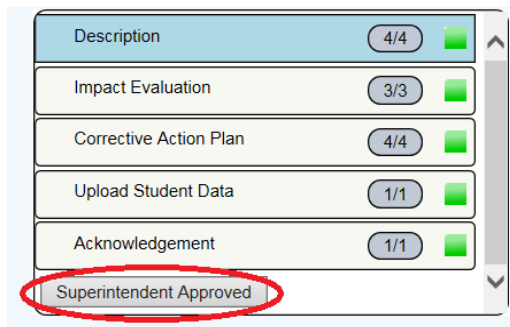 Description 4/4
Impact Evaluation 3/3
Corrective Action Plan 4/4
Upload Student Data 1/1
Acknowledgement 1/1
Superintendent Approved